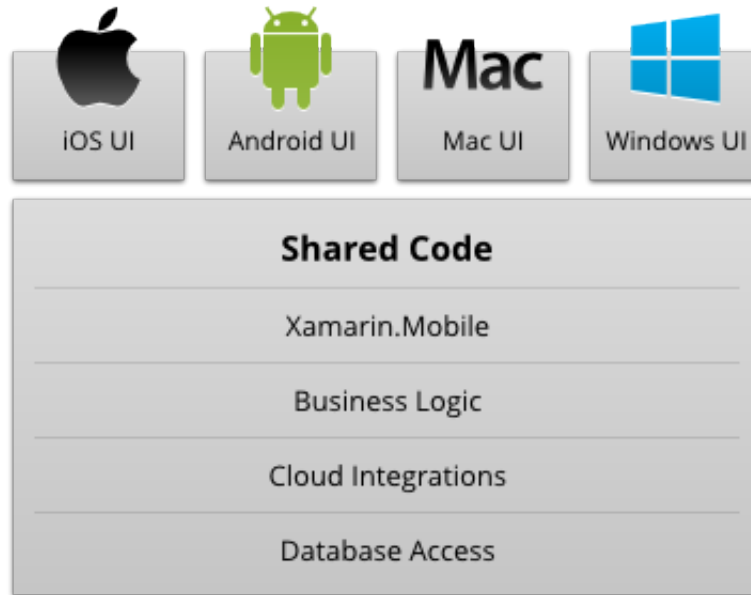 Mac
iOS UI
Android UI
Mac UI
Windows UI
Shared Code
Xamarin.Mobile
Business Logic
Cloud Integrations
Database Access